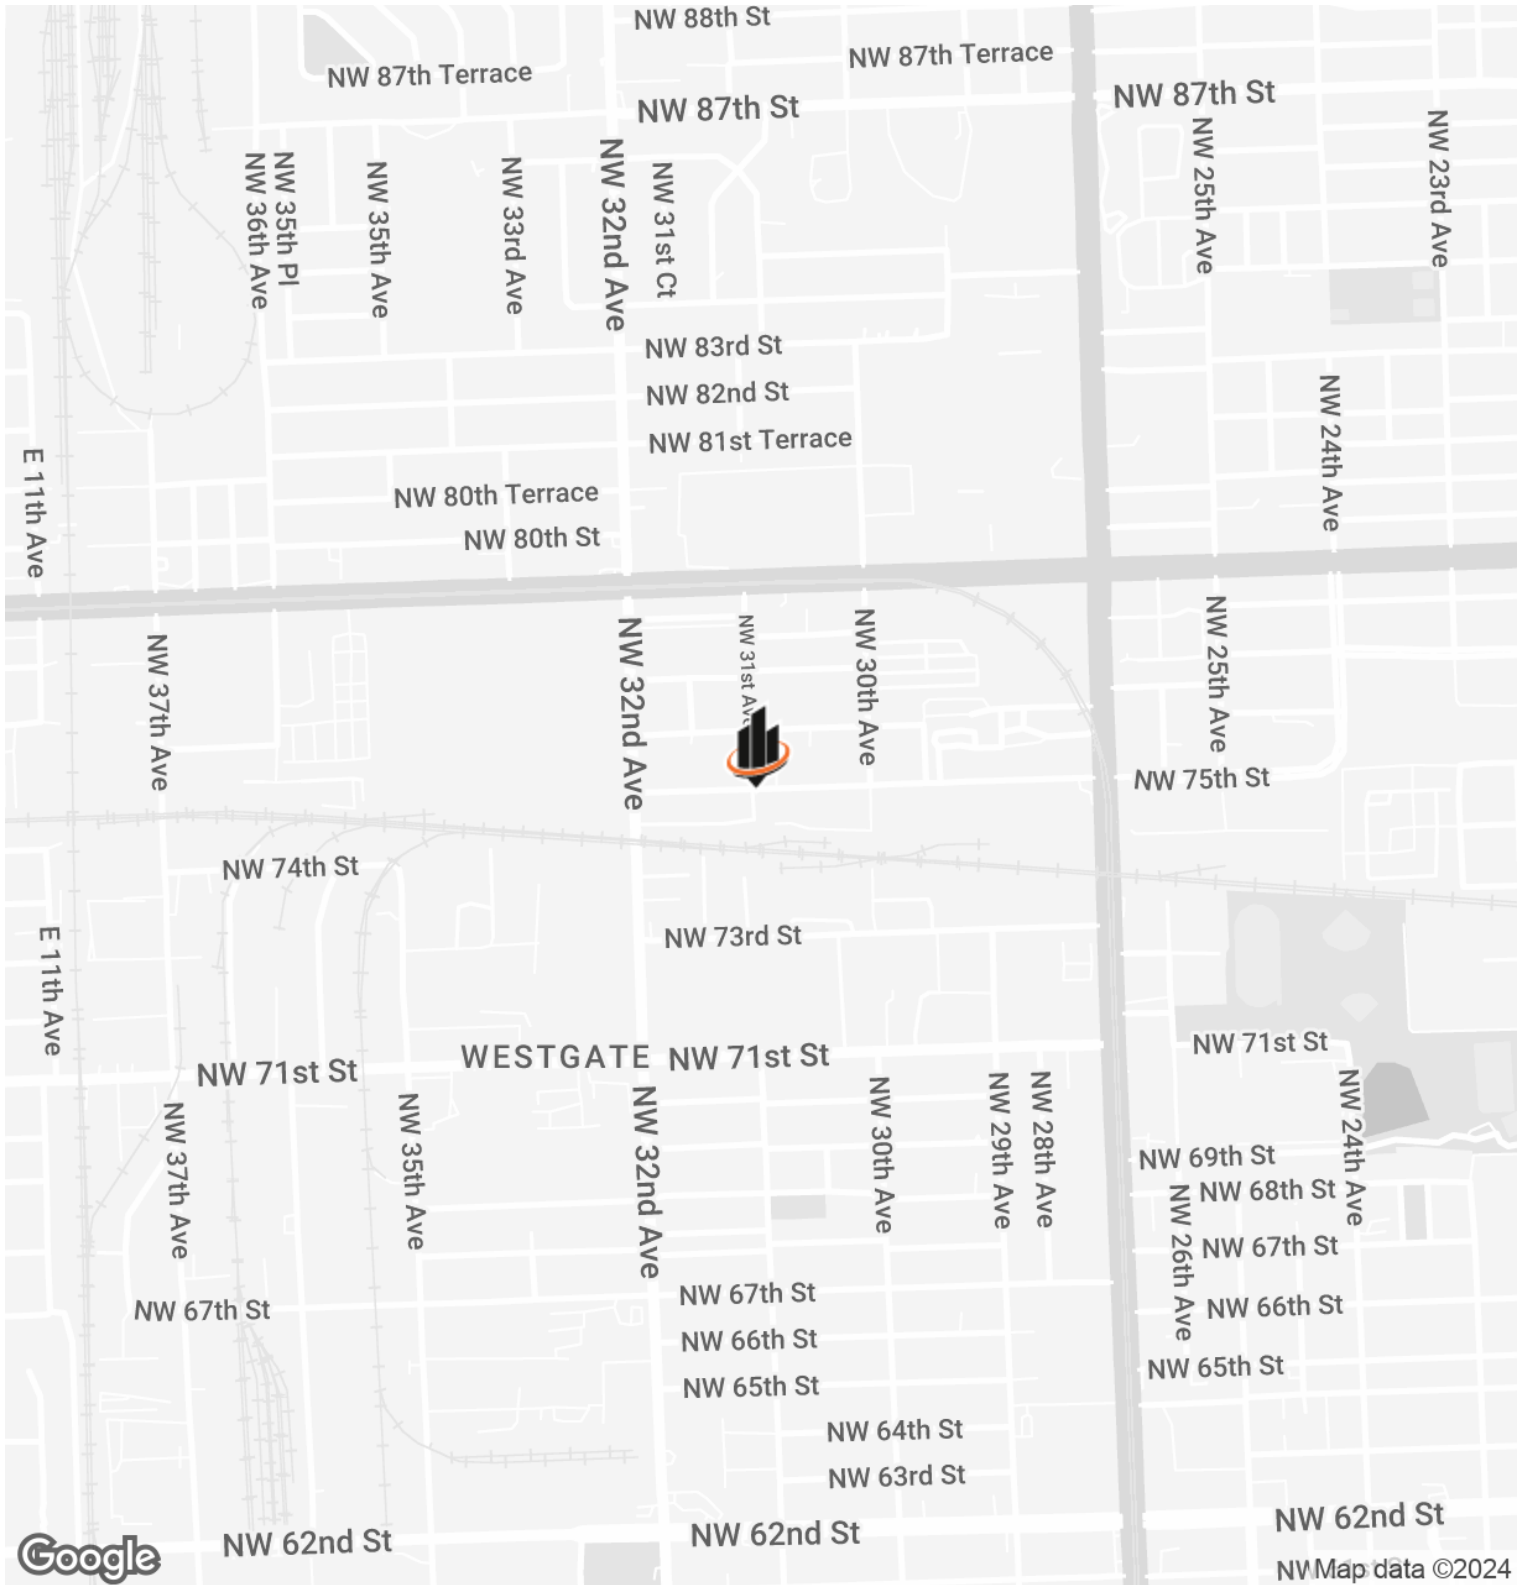 NW 88th St
NW 87th Terrace
NW 87th Terrace
NW 87th St
NW 87th St
NW 36th Ave
NW 35th Pl
NW 35th Ave
NW 33rd Ave
NW 32nd Ave
NW 31st Ct
NW 25th Ave
NW 23rd Ave
NW 83rd St
NW 82nd St
NW 81st Terrace
NW 24th Ave
E 11th Ave
NW 80th Terrace
NW 80th St
NW 37th Ave
NW 32nd Ave
NW 31st Ave
NW 30th Ave
NW 25th Ave
NW 75th St
NW 74th St
E 11th Ave
NW 73rd St
WESTGATE
NW 71st St
NW 71st St
NW 71st St
NW 37th Ave
NW 35th Ave
NW 32nd Ave
NW 30th Ave
NW 29th Ave
NW 28th Ave
NW 24th Ave
NW 69th St
NW 68th St
NW 26th Ave
NW 67th St
NW 67th St
NW 67th St
NW 66th St
NW 66th St
NW 65th St
NW 65th St
NW 64th St
NW 63rd St
NW 62nd St
NW 62nd St
NW 62nd St
Google
NW
Map data ©2024